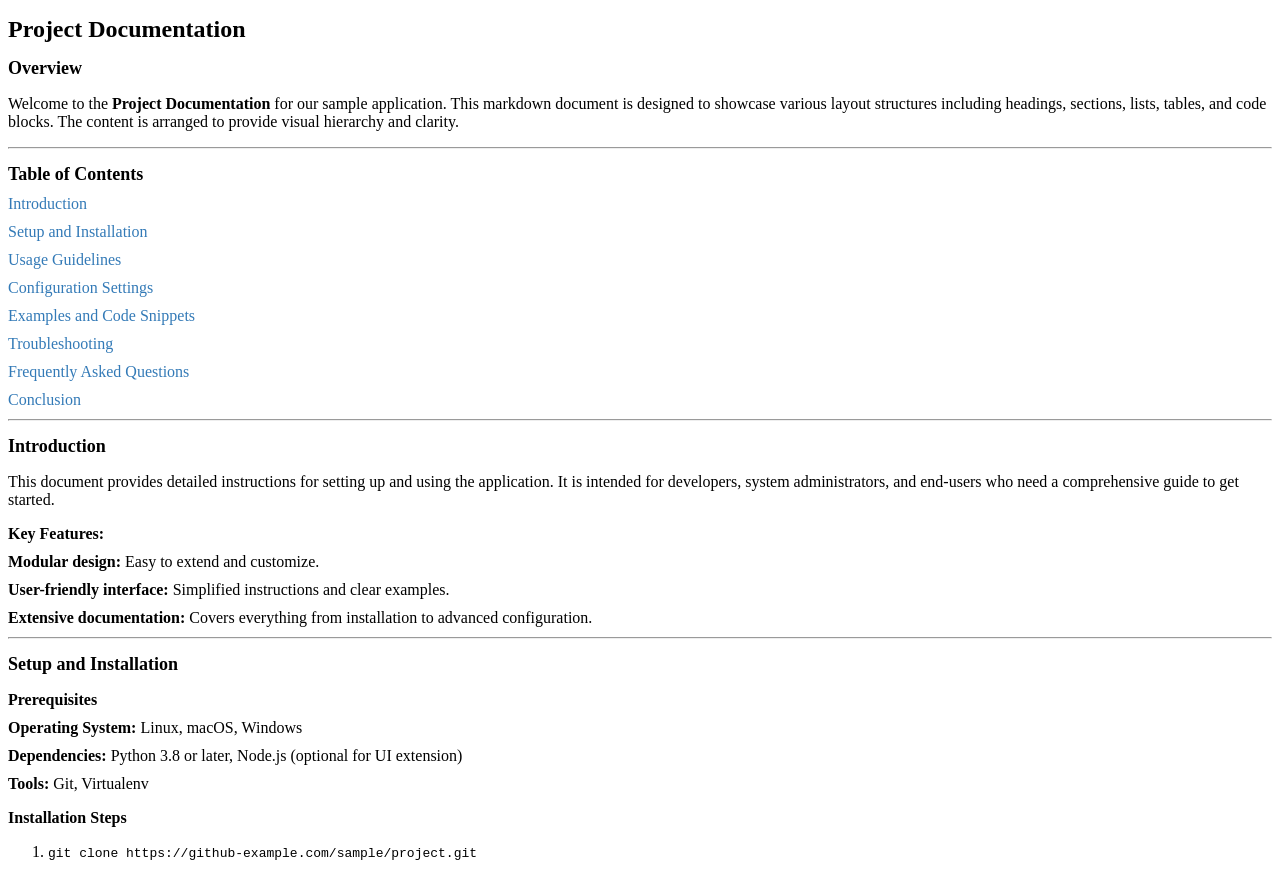 Project Documentation
Overview
Welcome to the Project Documentation for our sample application. This markdown document is designed to showcase various layout structures including headings, sections, lists, tables, and code
blocks. The content is arranged to provide visual hierarchy and clarity.
Table of Contents
Introduction
Setup and Installation
Usage Guidelines
Configuration Settings
Examples and Code Snippets
Troubleshooting
Frequently Asked Questions
Conclusion
Introduction
This document provides detailed instructions for setting up and using the application. It is intended for developers, system administrators, and end-users who need a comprehensive guide to get
started.
Key Features:
Modular design: Easy to extend and customize.
User-friendly interface: Simplified instructions and clear examples.
Extensive documentation: Covers everything from installation to advanced configuration.
Setup and Installation
Prerequisites
Operating System: Linux, macOS, Windows
Dependencies: Python 3.8 or later, Node.js (optional for UI extension)
Tools: Git, Virtualenv
Installation Steps
1. git clone https://github-example.com/sample/project.git